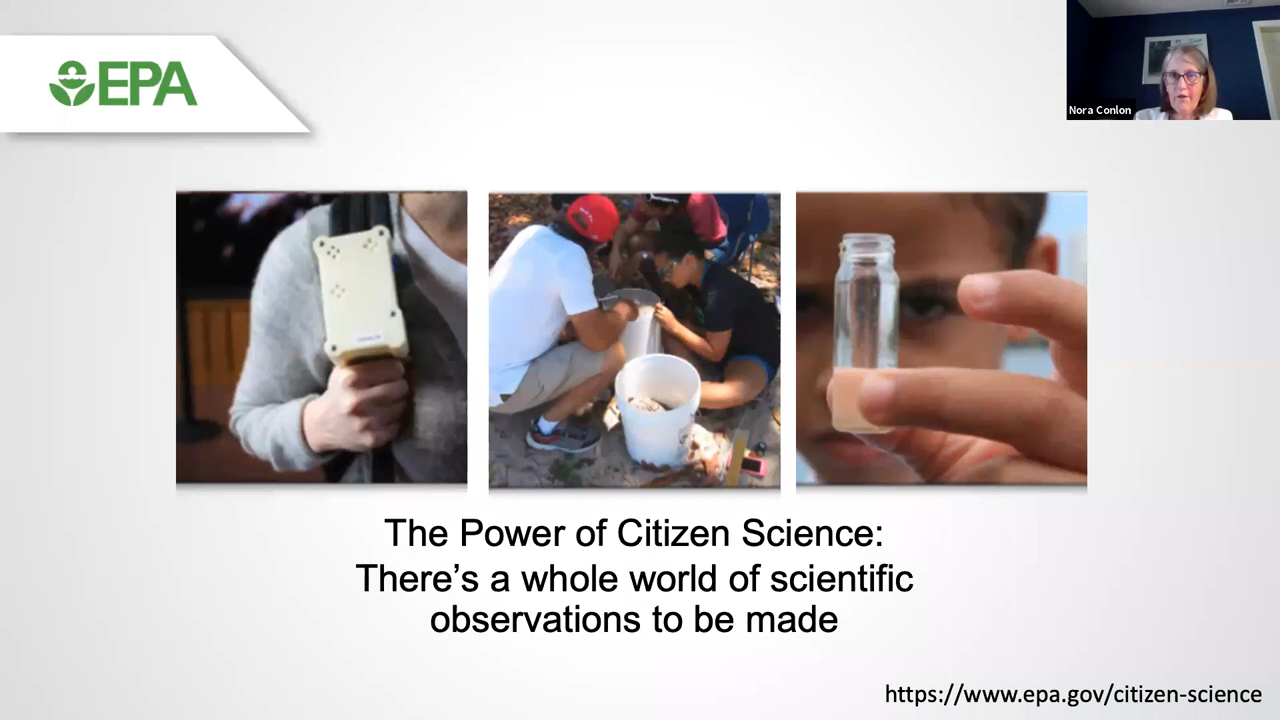 EPA
Nora Conlon
The Power of Citizen Science:
There’s a whole world of scientific
observations to be made
https://www.epa.gov/citizen-science